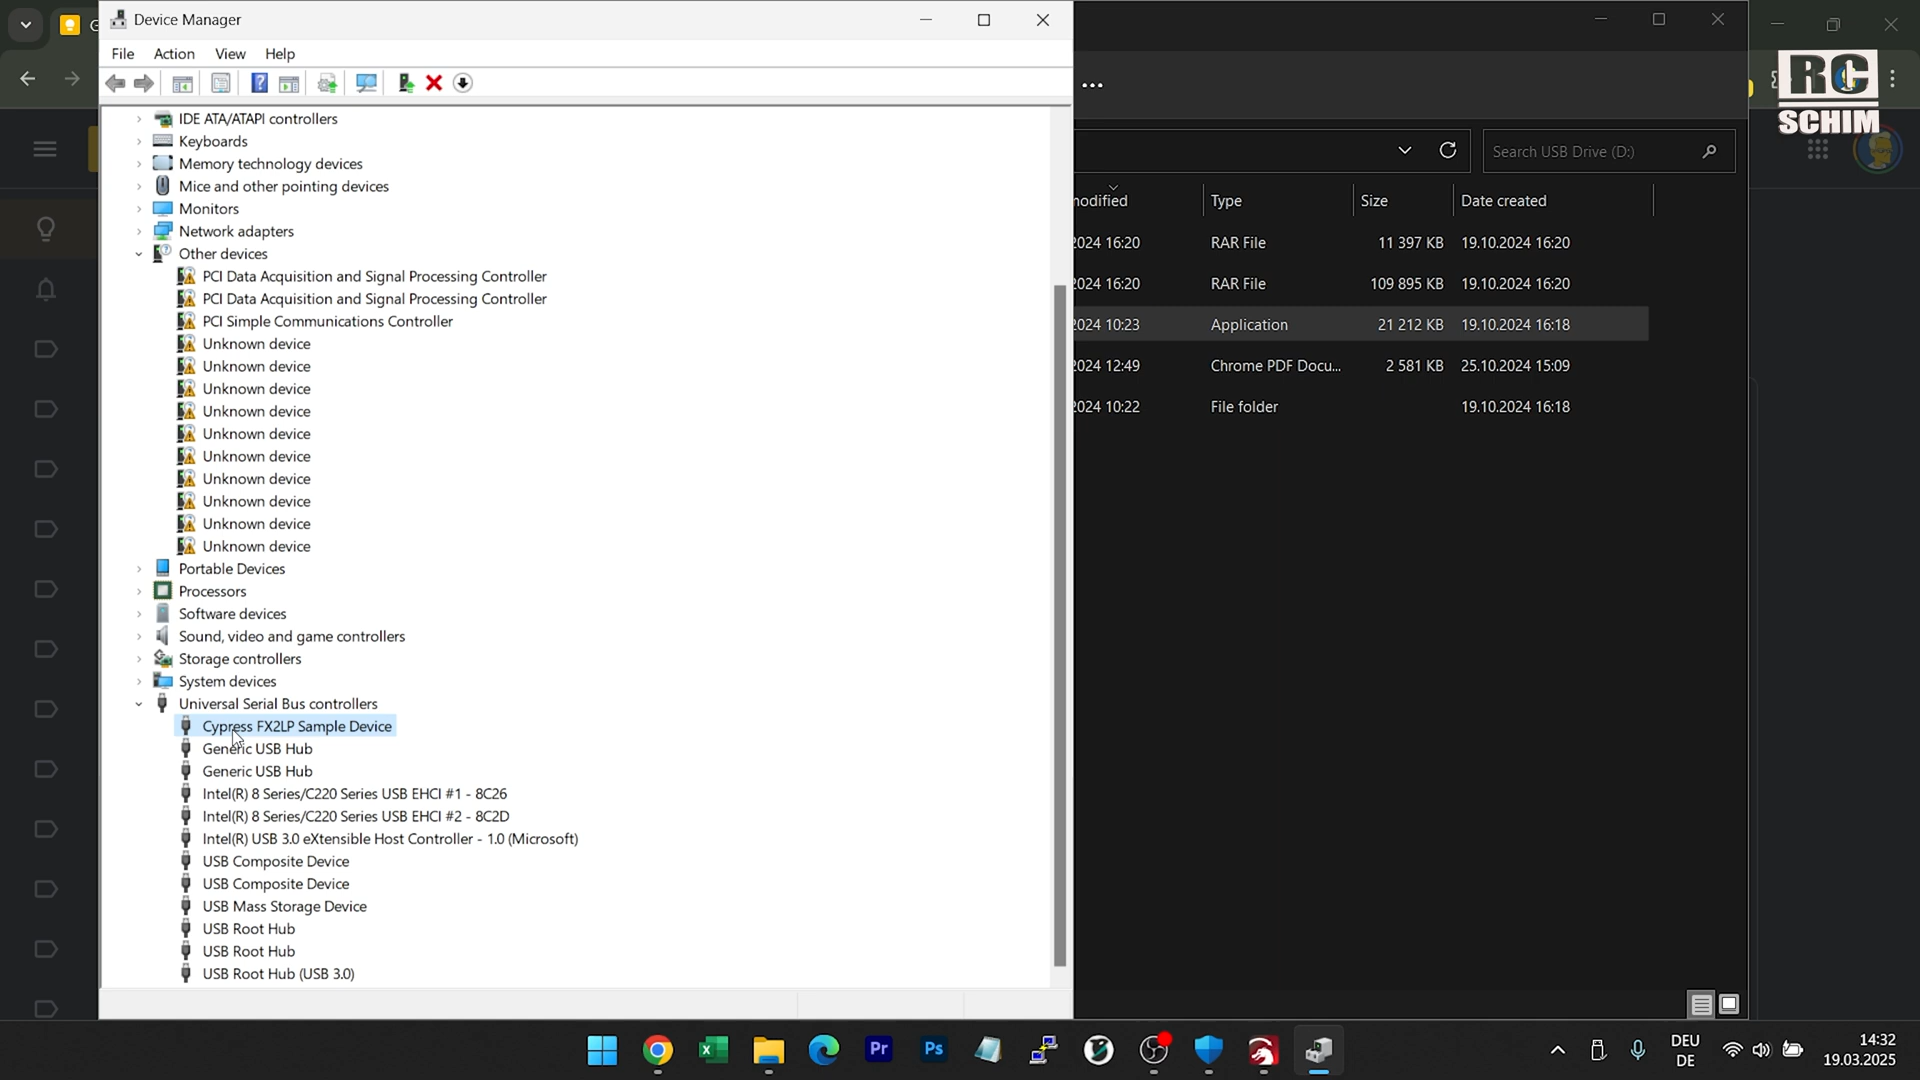 G
Device Manager
File Action View Help
IDE ATA/ATAPI controllers
Keyboards
Memory technology devices
Mice and other pointing devices
Monitors
Network adapters
Other devices
PCI Data Acquisition and Signal Processing Controller
PCI Data Acquisition and Signal Processing Controller
PCI Simple Communications Controller
Unknown device
Unknown device
Unknown device
Unknown device
Unknown device
Unknown device
Unknown device
Unknown device
Unknown device
Unknown device
Portable Devices
Processors
Software devices
Sound, video and game controllers
Storage controllers
System devices
Universal Serial Bus controllers
Cypress FX2LP Sample Device
Generic USB Hub
Generic USB Hub
Intel(R) 8 Series/C220 Series USB EHCI #1 - 8C26
Intel(R) 8 Series/C220 Series USB EHCI #2 - 8C2D
Intel(R) USB 3.0 eXtensible Host Controller - 1.0 (Microsoft)
USB Composite Device
USB Composite Device
USB Mass Storage Device
USB Root Hub
USB Root Hub
USB Root Hub (USB 3.0)
RC
SCHIM
Search USB Drive (D:)
modified Type Size Date created
2024 16:20 RAR File 11 397 KB 19.10.2024 16:20
2024 16:20 RAR File 109 895 KB 19.10.2024 16:20
2024 10:23 Application 21 212 KB 19.10.2024 16:18
2024 12:49 Chrome PDF Docu... 2 581 KB 25.10.2024 15:09
2024 10:22 File folder 19.10.2024 16:18
Pr
Ps
DEU
DE
14:32
19.03.2025